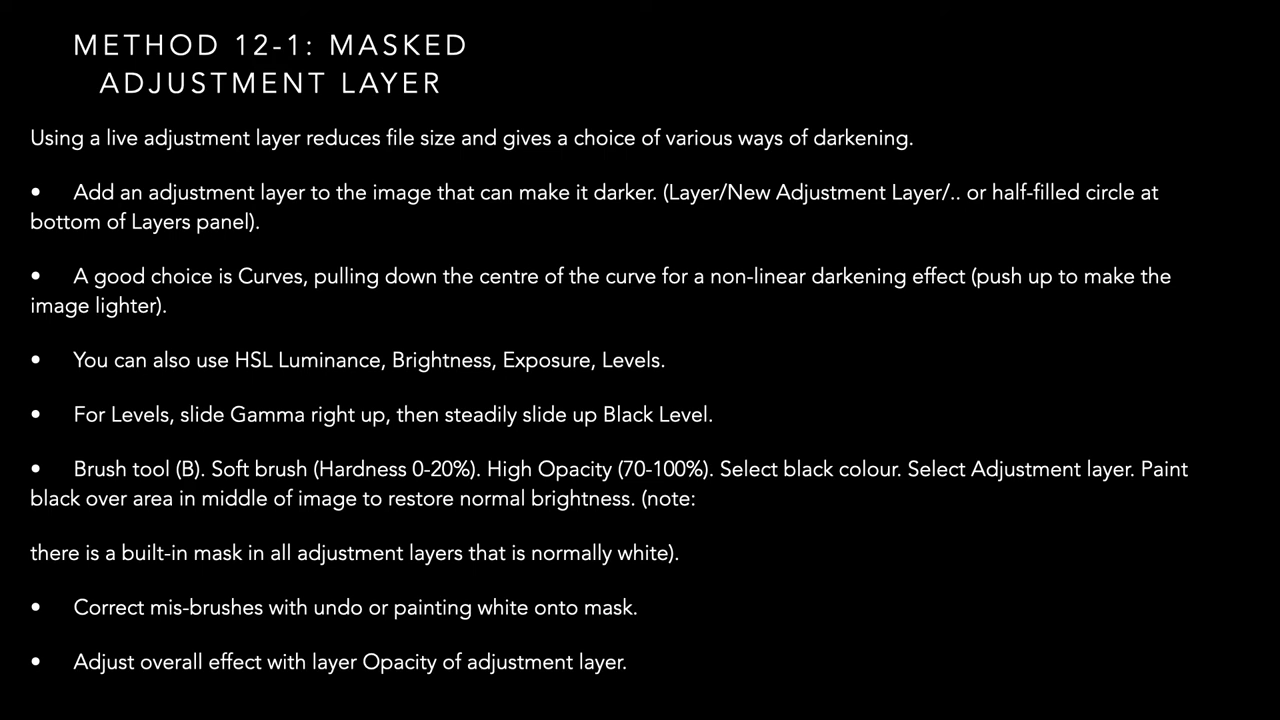 METHOD 12-1: MASKED
ADJUSTMENT LAYER
Using a live adjustment layer reduces file size and gives a choice of various ways of darkening.
• Add an adjustment layer to the image that can make it darker. (Layer/New Adjustment Layer/.. or half-filled circle at
bottom of Layers panel).
• A good choice is Curves, pulling down the centre of the curve for a non-linear darkening effect (push up to make the
image lighter).
• You can also use HSL Luminance, Brightness, Exposure, Levels.
• For Levels, slide Gamma right up, then steadily slide up Black Level.
• Brush tool (B). Soft brush (Hardness 0-20%). High Opacity (70-100%). Select black colour. Select Adjustment layer. Paint
black over area in middle of image to restore normal brightness. (note:
there is a built-in mask in all adjustment layers that is normally white).
• Correct mis-brushes with undo or painting white onto mask.
• Adjust overall effect with layer Opacity of adjustment layer.